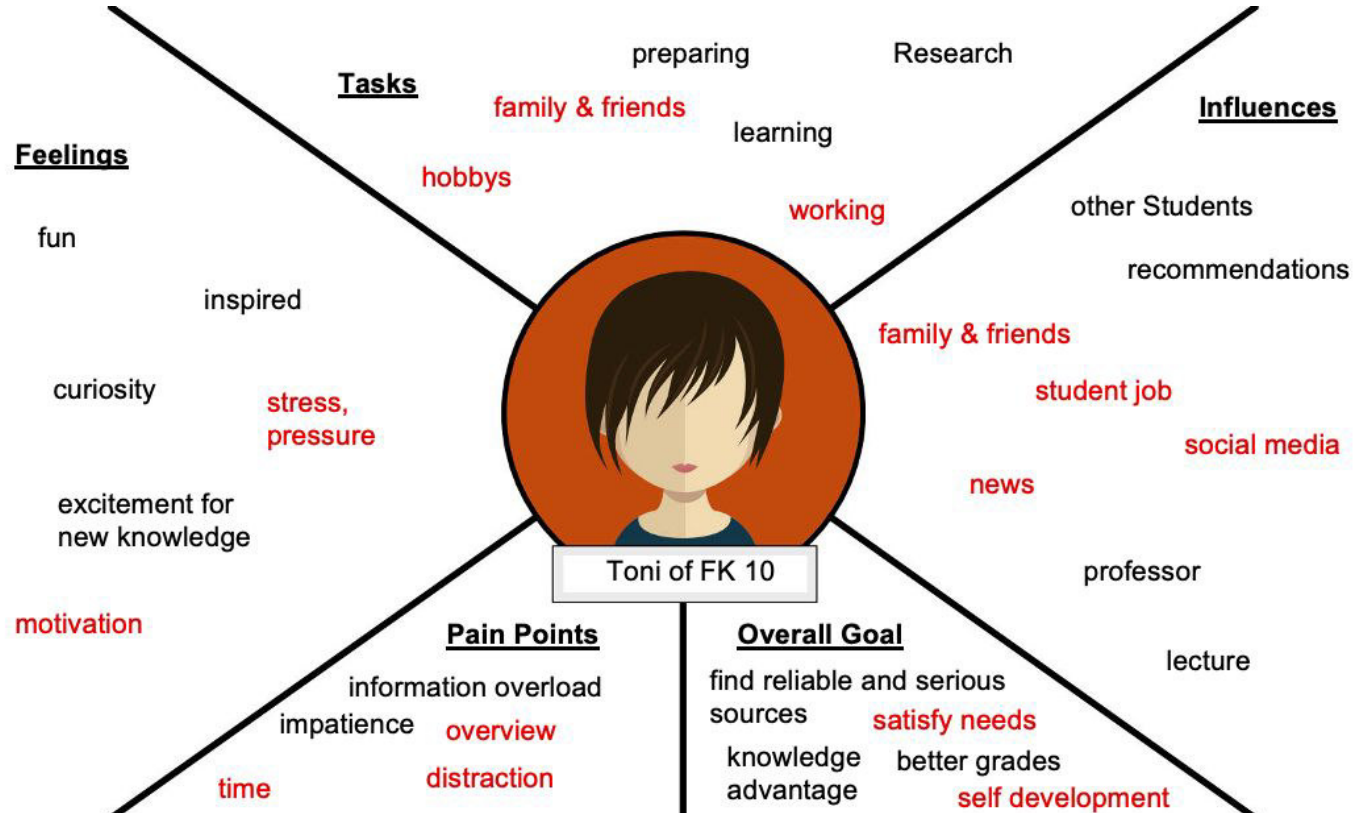 Tasks
preparing
Research
family & friends
learning
hobbys
working
Influences
other Students
recommendations
family & friends
student job
social media
news
professor
lecture
Feelings
fun
inspired
curiosity
stress,
pressure
excitement for
new knowledge
motivation
Toni of FK 10
Pain Points
information overload
impatience
overview
time
distraction
Overall Goal
find reliable and serious
sources
satisfy needs
knowledge
advantage
better grades
self development